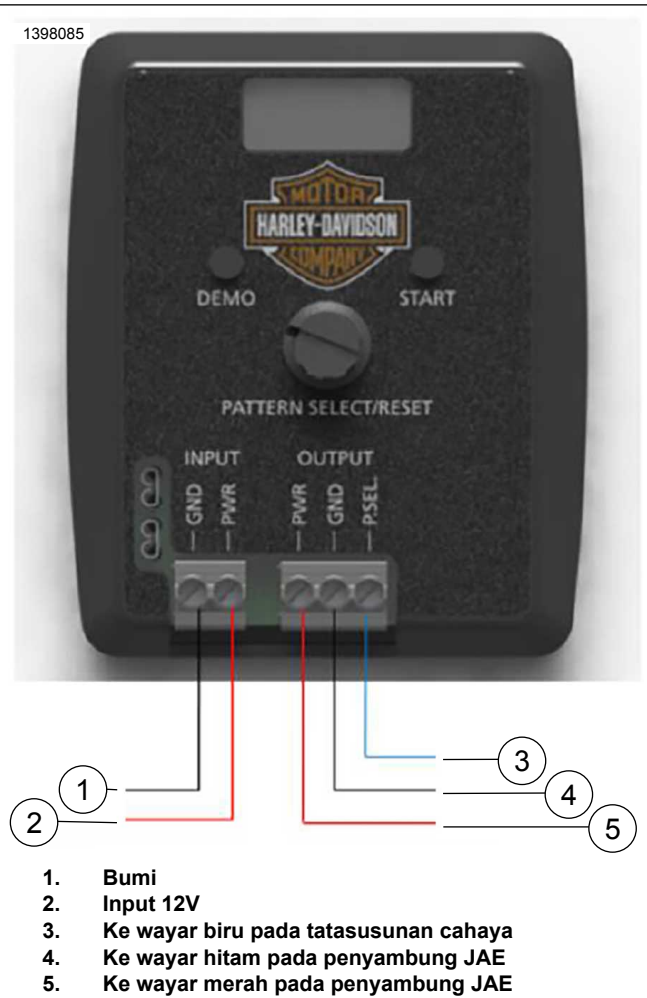 1398085
MOTOR
HARLEY-DAVIDSON
COMPANY
DEMO
START
PATTERN SELECT/RESET
INPUT
OUTPUT
GND
PWR
PWR
GND
P.SEL.
1
2
3
4
5
1. Bumi
2. Input 12V
3. Ke wayar biru pada tatasusunan cahaya
4. Ke wayar hitam pada penyambung JAE
5. Ke wayar merah pada penyambung JAE